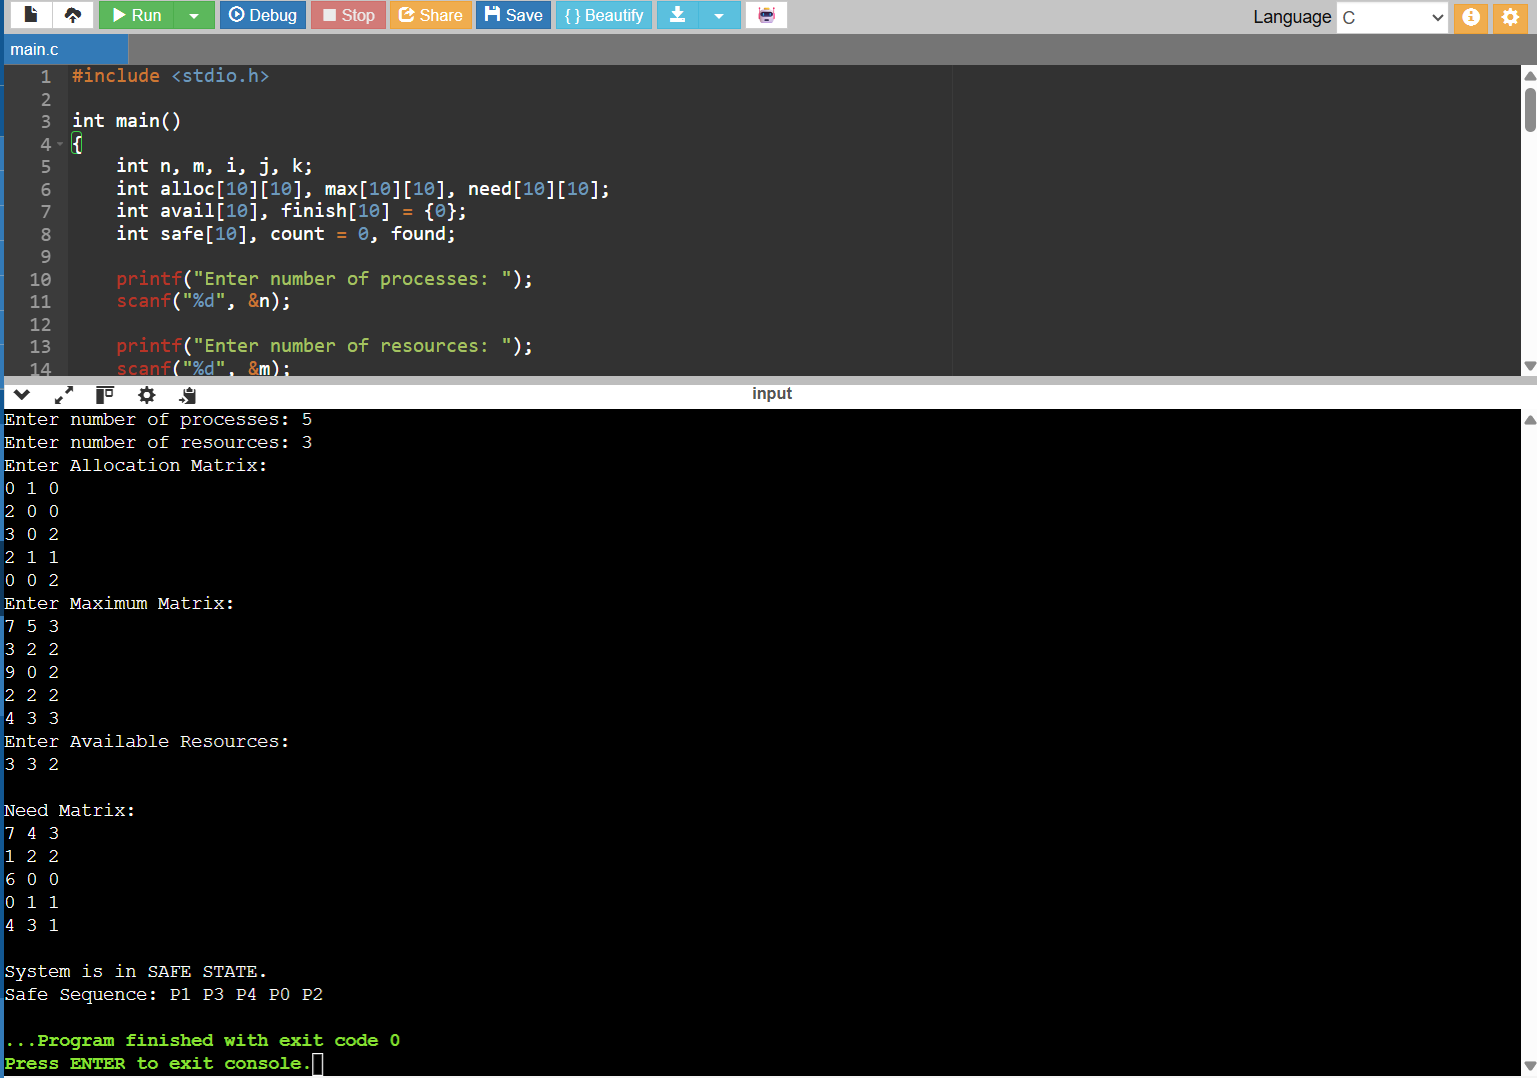 Run Debug Stop Share Save { } Beautify Language C
main.c
1 #include <stdio.h>
2
3 int main()
4 {
5 int n, m, i, j, k;
6 int alloc[10][10], max[10][10], need[10][10];
7 int avail[10], finish[10] = {0};
8 int safe[10], count = 0, found;
9
10 printf("Enter number of processes: ");
11 scanf("%d", &n);
12
13 printf("Enter number of resources: ");
14 scanf("%d", &m);
input
Enter number of processes: 5
Enter number of resources: 3
Enter Allocation Matrix:
0 1 0
2 0 0
3 0 2
2 1 1
0 0 2
Enter Maximum Matrix:
7 5 3
3 2 2
9 0 2
2 2 2
4 3 3
Enter Available Resources:
3 3 2
Need Matrix:
7 4 3
1 2 2
6 0 0
0 1 1
4 3 1
System is in SAFE STATE.
Safe Sequence: P1 P3 P4 P0 P2
...Program finished with exit code 0
Press ENTER to exit console.